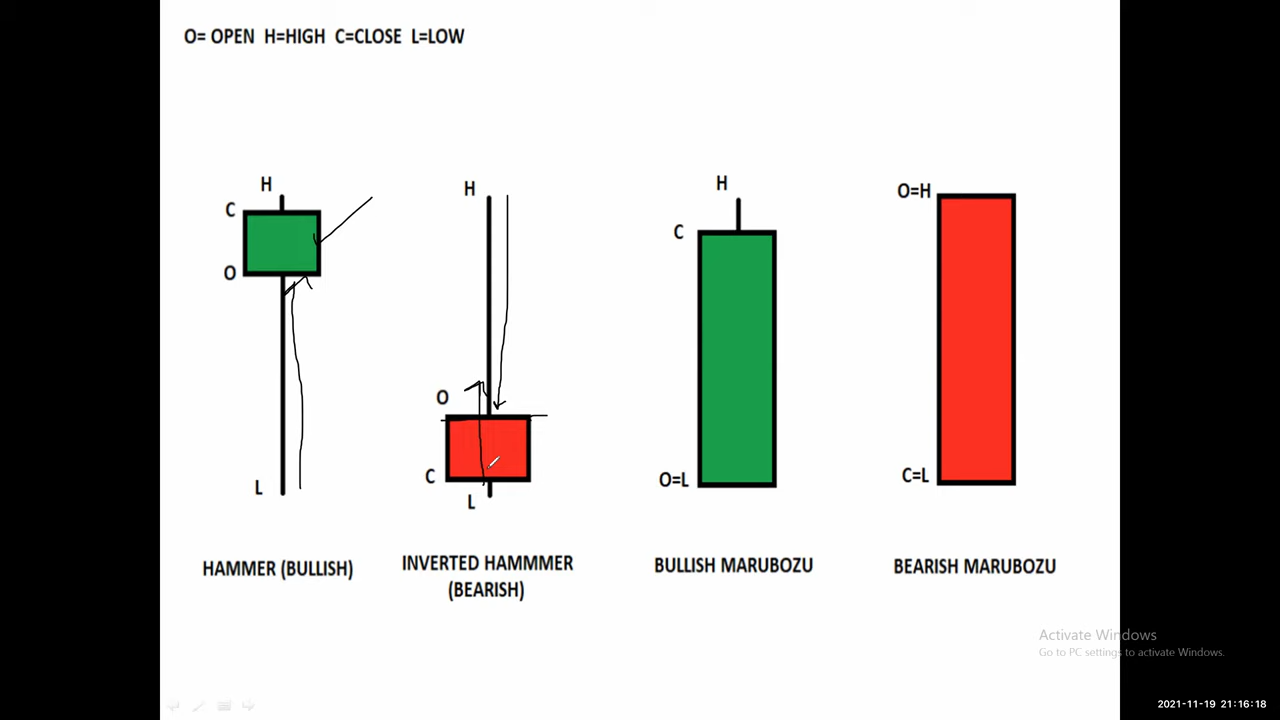 O= OPEN H=HIGH C=CLOSE L=LOW
H
C
O
L
HAMMER (BULLISH)
H
O
C
L
INVERTED HAMMMER
(BEARISH)
H
C
O=L
BULLISH MARUBOZU
O=H
C=L
BEARISH MARUBOZU
Activate Windows
Go to PC settings to activate Windows.
2021-11-19 21:16:18